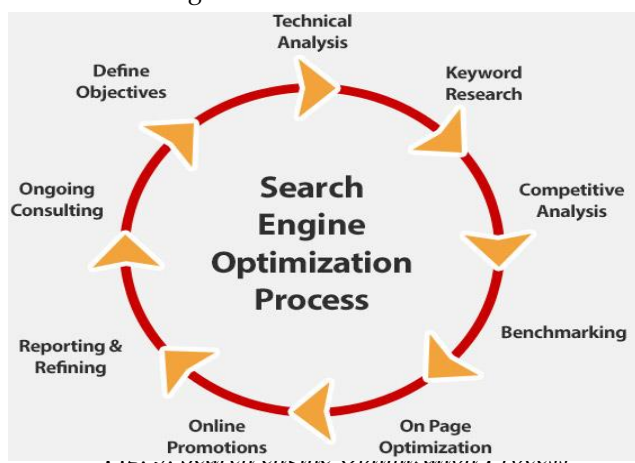 Technical
Analysis
Keyword
Research
Competitive
Analysis
Benchmarking
On Page
Optimization
Online
Promotions
Reporting &
Refining
Ongoing
Consulting
Define
Objectives
Search
Engine
Optimization
Process